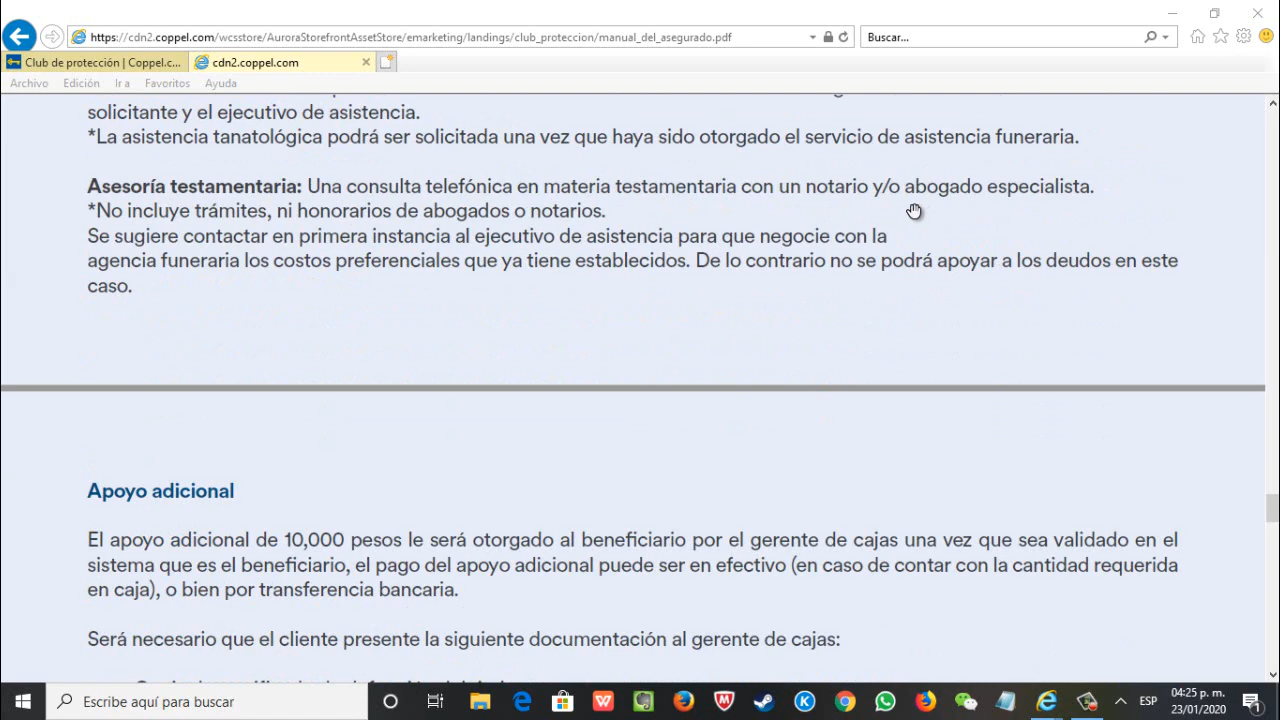 https://cdn2.coppel.com/wcsstore/AuroraStorefrontAssetStore/emarketing/landings/club_proteccion/manual_del_asegurado.pdf
Buscar...
Club de protección | Coppel.c...
cdn2.coppel.com
Archivo Edición Ir a Favoritos Ayuda
solicitante y el ejecutivo de asistencia.
*La asistencia tanatológica podrá ser solicitada una vez que haya sido otorgado el servicio de asistencia funeraria.
Asesoría testamentaria: Una consulta telefónica en materia testamentaria con un notario y/o abogado especialista.
*No incluye trámites, ni honorarios de abogados o notarios.
Se sugiere contactar en primera instancia al ejecutivo de asistencia para que negocie con la
agencia funeraria los costos preferenciales que ya tiene establecidos. De lo contrario no se podrá apoyar a los deudos en este
caso.
Apoyo adicional
El apoyo adicional de 10,000 pesos le será otorgado al beneficiario por el gerente de cajas una vez que sea validado en el
sistema que es el beneficiario, el pago del apoyo adicional puede ser en efectivo (en caso de contar con la cantidad requerida
en caja), o bien por transferencia bancaria.
Será necesario que el cliente presente la siguiente documentación al gerente de cajas:
Escribe aquí para buscar
ESP
04:25 p. m.
23/01/2020